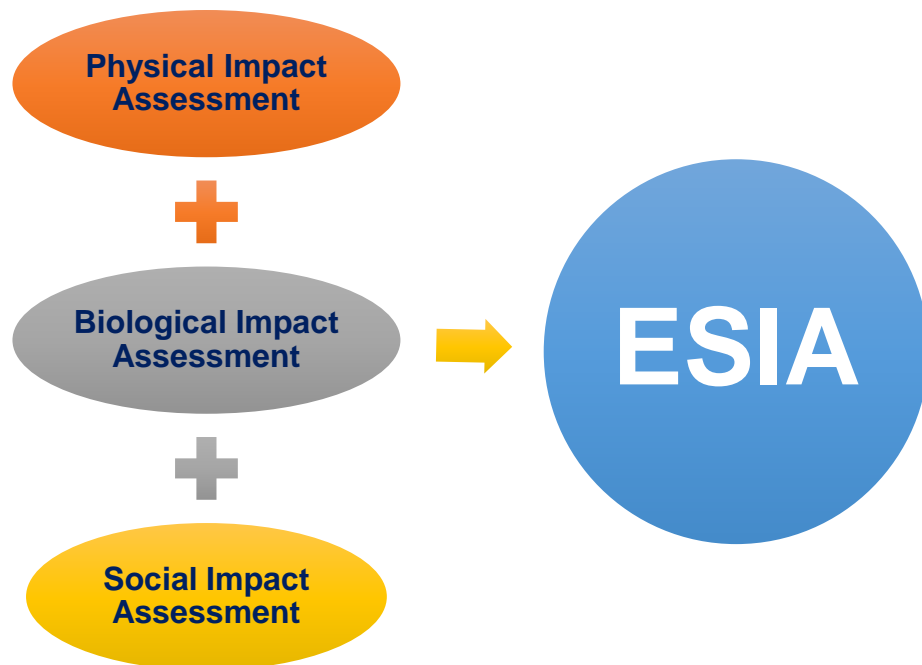 Physical Impact
Assessment
Biological Impact
Assessment
Social Impact
Assessment
ESIA